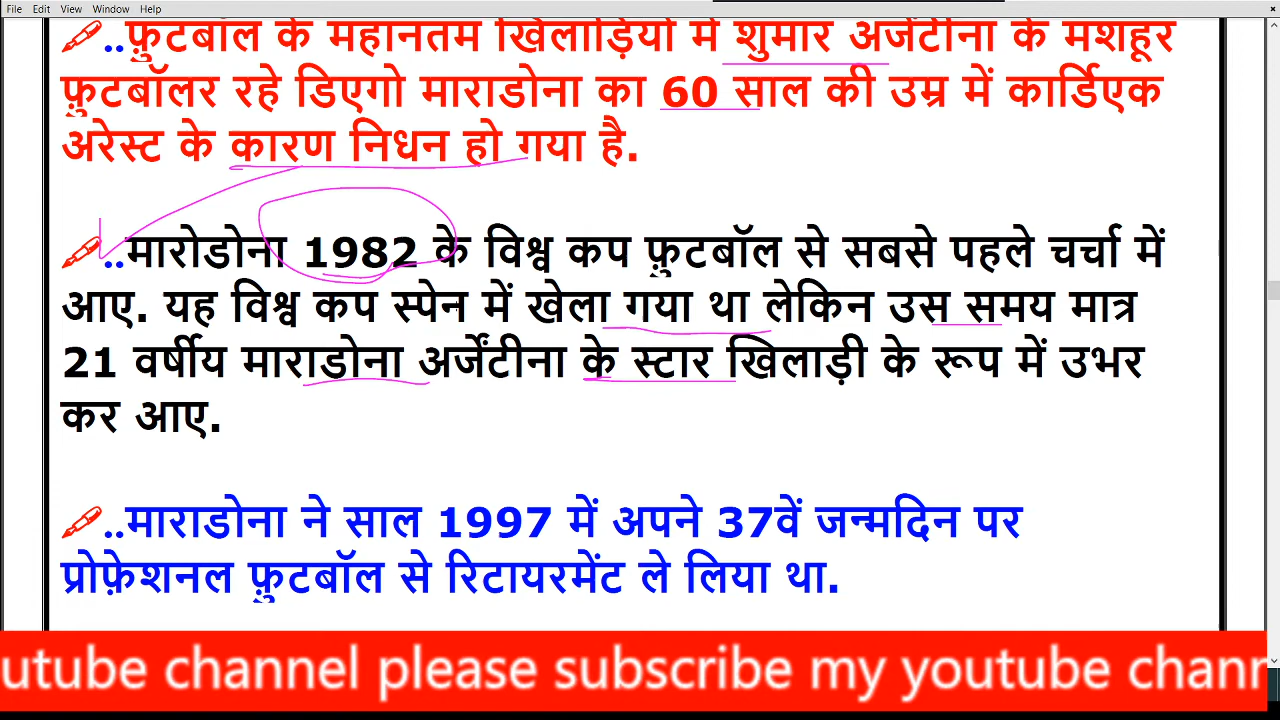 File Edit View Window Help
..फ़ुटबॉल के महानतम खिलाड़ियों में शुमार अर्जेंटीना के मशहूर
फ़ुटबॉलर रहे डिएगो माराडोना का 60 साल की उम्र में कार्डिएक
अरेस्ट के कारण निधन हो गया है.
..मारोडोना 1982 के विश्व कप फ़ुटबॉल से सबसे पहले चर्चा में
आए. यह विश्व कप स्पेन में खेला गया था लेकिन उस समय मात्र
21 वर्षीय माराडोना अर्जेंटीना के स्टार खिलाड़ी के रूप में उभर
कर आए.
..माराडोना ने साल 1997 में अपने 37वें जन्मदिन पर
प्रोफ़ेशनल फ़ुटबॉल से रिटायरमेंट ले लिया था.
utube channel please subscribe my youtube chann